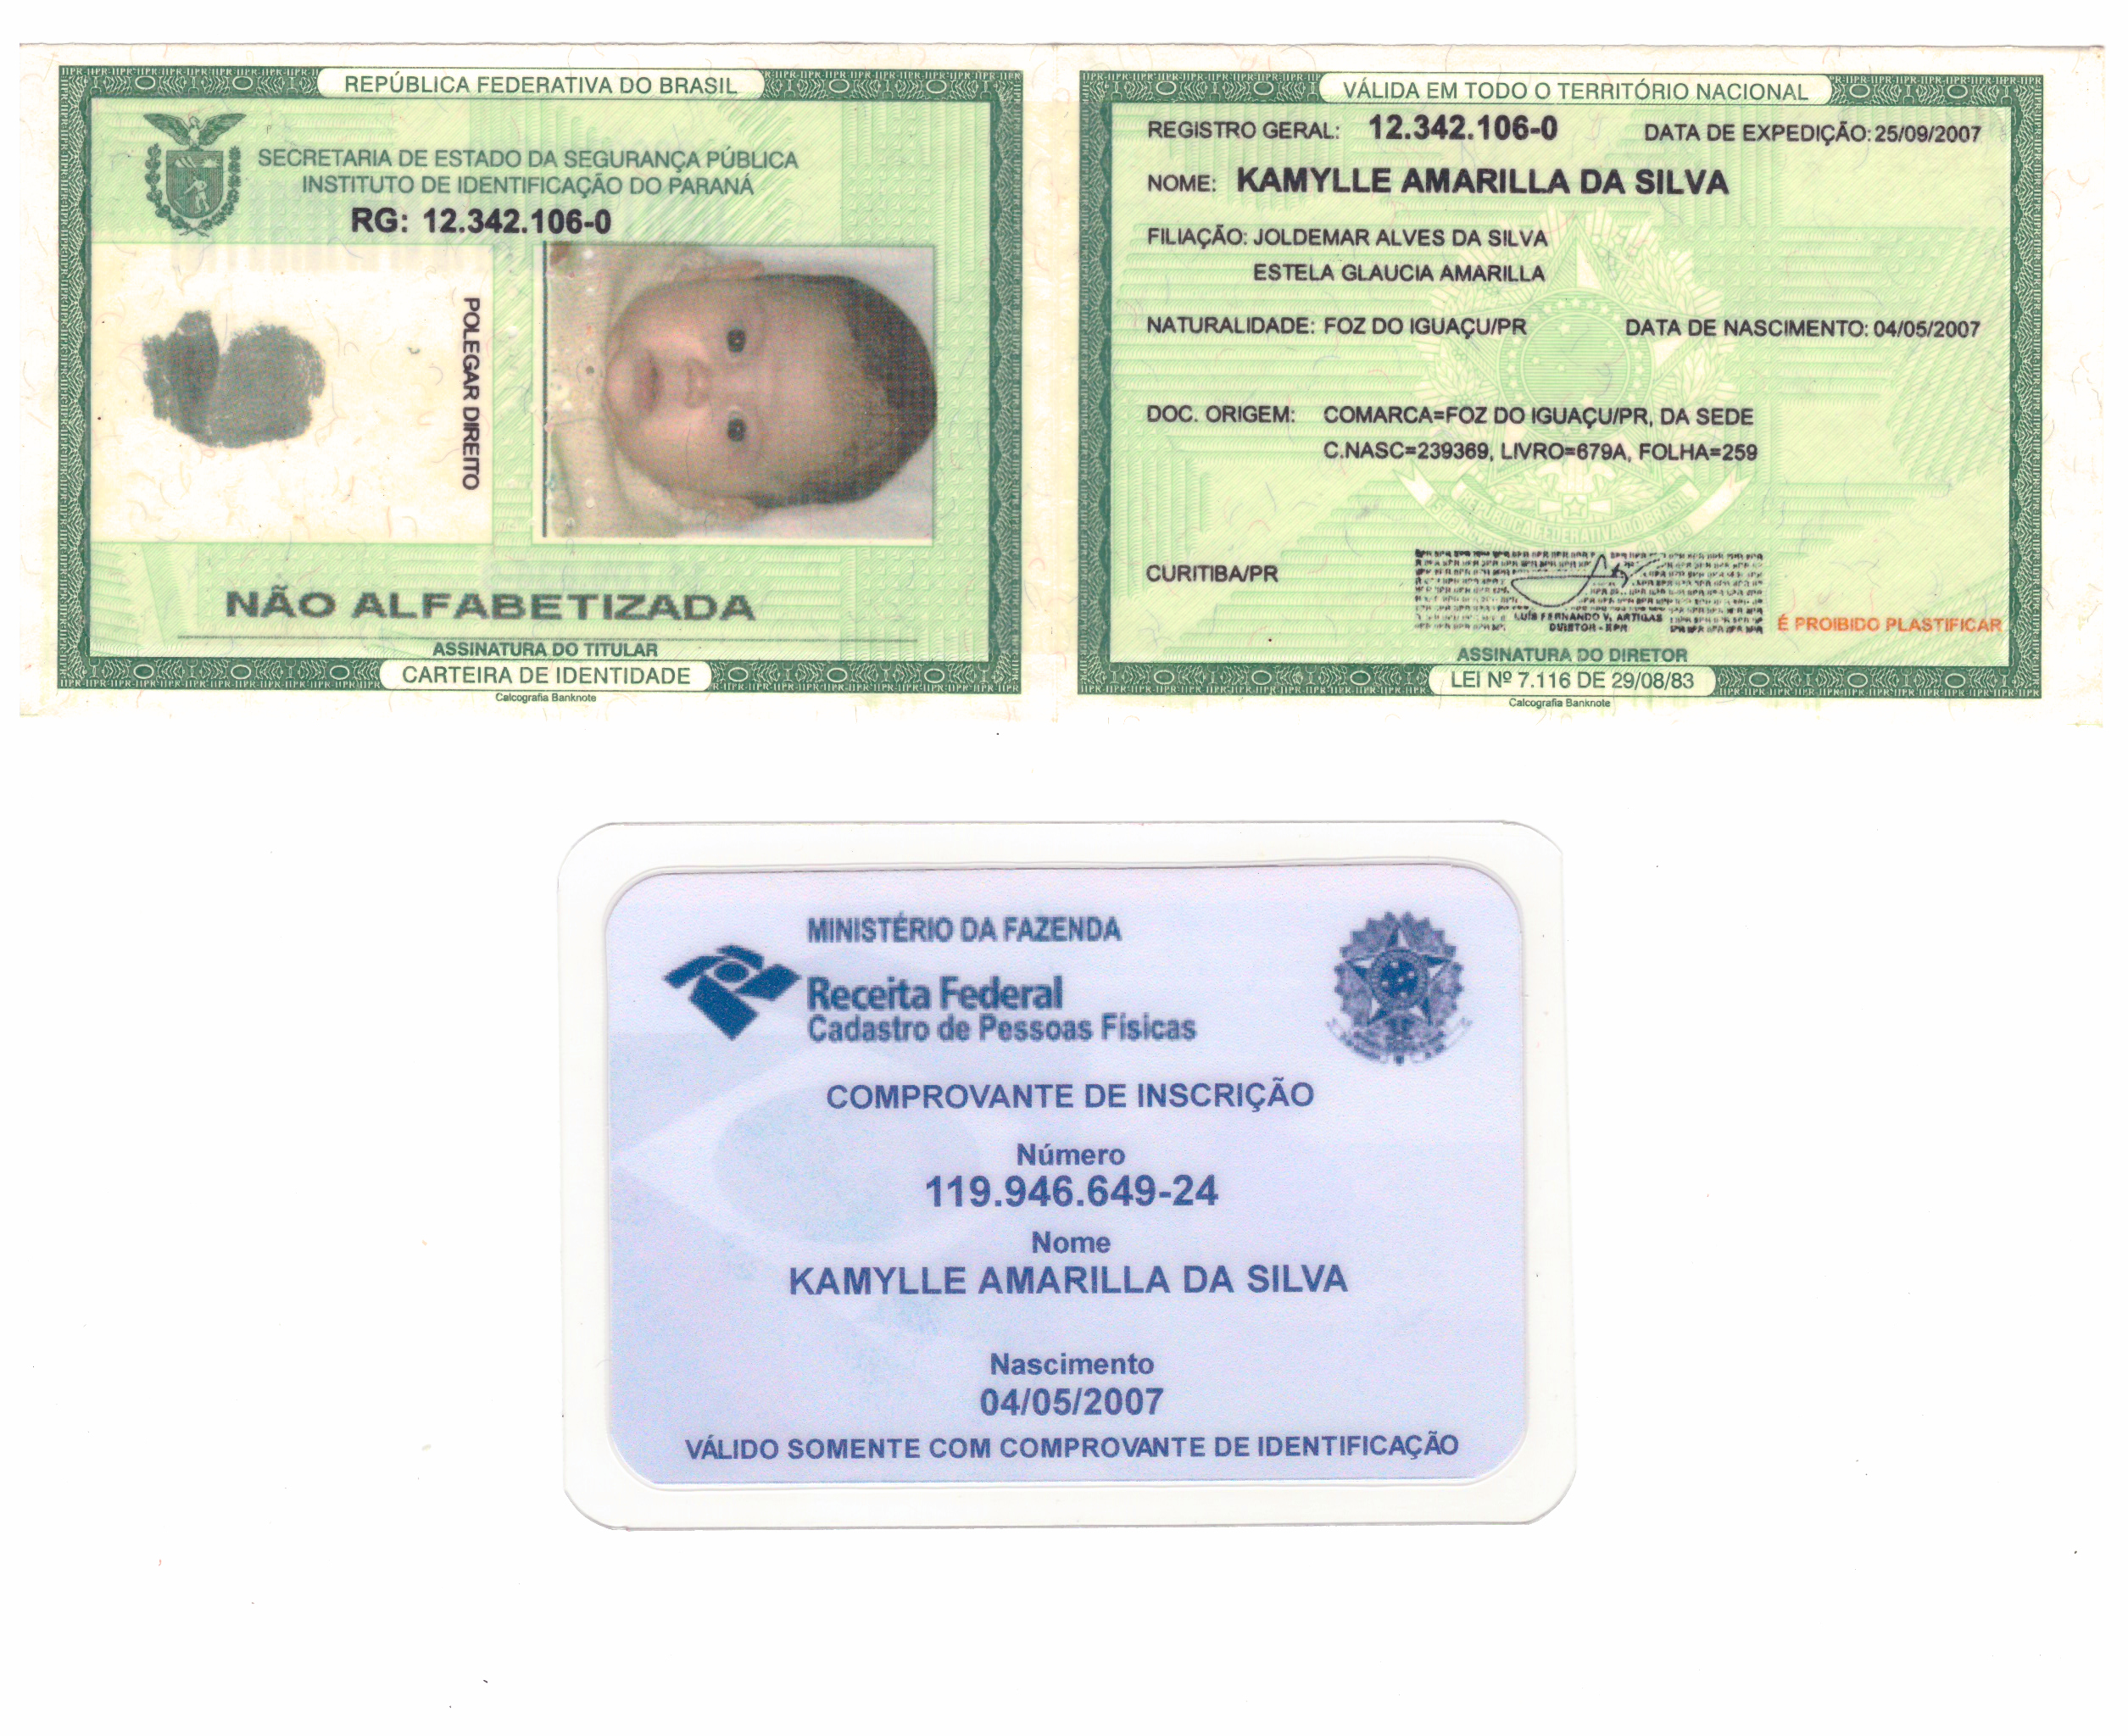 REPÚBLICA FEDERATIVA DO BRASIL
SECRETARIA DE ESTADO DA SEGURANÇA PÚBLICA
INSTITUTO DE IDENTIFICAÇÃO DO PARANÁ
RG: 12.342.106-0
POLEGAR DIREITO
NÃO ALFABETIZADA
ASSINATURA DO TITULAR
CARTEIRA DE IDENTIDADE
Calcografia Banknote
VÁLIDA EM TODO O TERRITÓRIO NACIONAL
REGISTRO GERAL: 12.342.106-0 DATA DE EXPEDIÇÃO: 25/09/2007
NOME: KAMYLLE AMARILLA DA SILVA
FILIAÇÃO: JOLDEMAR ALVES DA SILVA
ESTELA GLAUCIA AMARILLA
NATURALIDADE: FOZ DO IGUAÇU/PR DATA DE NASCIMENTO: 04/05/2007
DOC. ORIGEM: COMARCA=FOZ DO IGUAÇU/PR, DA SEDE
C.NASC=239369, LIVRO=679A, FOLHA=259
CURITIBA/PR
LUÍS FERNANDO V. ARTIGAS
DIRETOR - IIPR
É PROIBIDO PLASTIFICAR
ASSINATURA DO DIRETOR
LEI Nº 7.116 DE 29/08/83
Calcografia Banknote
MINISTÉRIO DA FAZENDA
Receita Federal
Cadastro de Pessoas Físicas
COMPROVANTE DE INSCRIÇÃO
Número
119.946.649-24
Nome
KAMYLLE AMARILLA DA SILVA
Nascimento
04/05/2007
VÁLIDO SOMENTE COM COMPROVANTE DE IDENTIFICAÇÃO